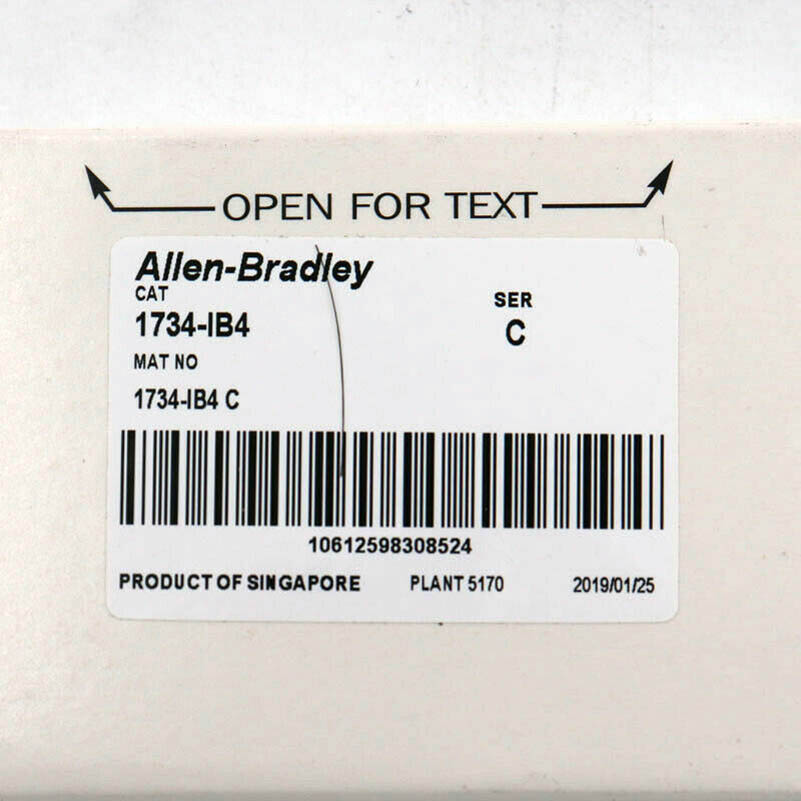 OPEN FOR TEXT
Allen-Bradley
CAT
SER
1734-IB4
C
MAT NO
1734-IB4 C
10612598308524
PRODUCT OF SINGAPORE PLANT 5170 2019/01/25